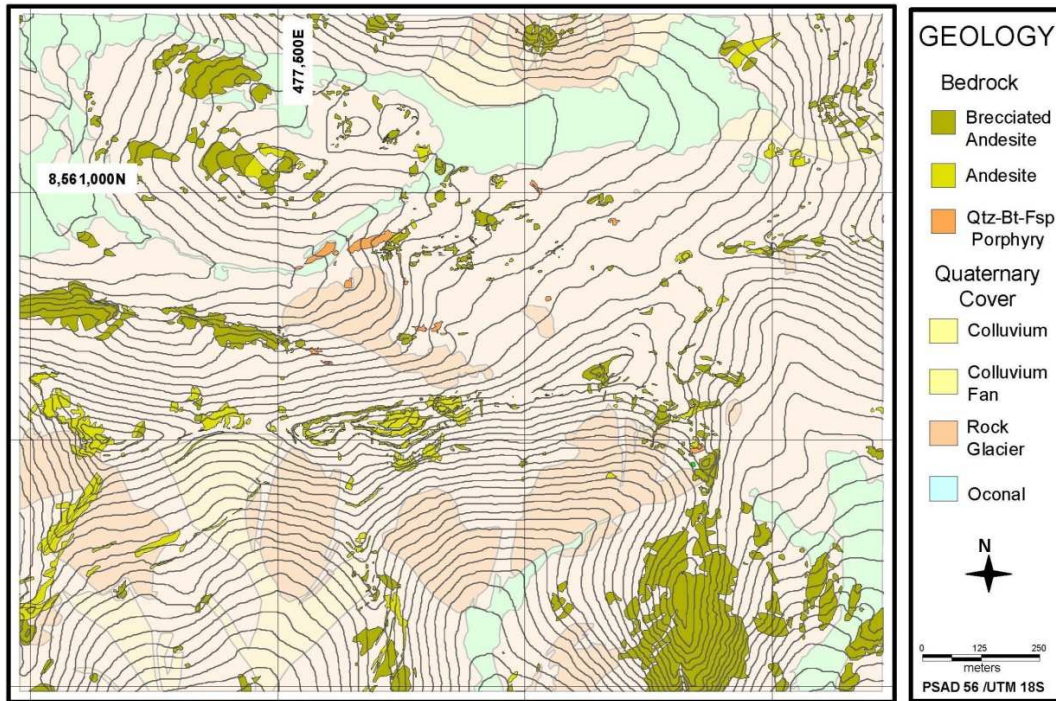 477,500E
8,561,000N
GEOLOGY
Bedrock
Brecciated
Andesite
Andesite
Qtz-Bt-Fsp
Porphyry
Quaternary
Cover
Colluvium
Colluvium
Fan
Rock
Glacier
Oconal
N
0 125 250
meters
PSAD 56 /UTM 18S